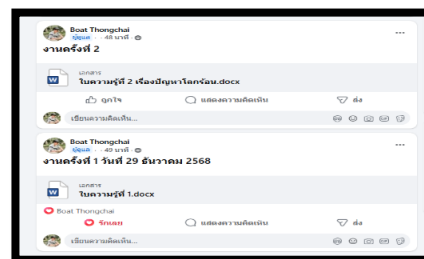 Boat Thongchai
ผู้ดูแล · 48 นาที
งานครั้งที่ 2
เอกสาร
ใบความรู้ที่ 2 เรื่องปัญหาโลกร้อน.docx
ถูกใจ
แสดงความคิดเห็น
ส่ง
เขียนความคิดเห็น...
Boat Thongchai
ผู้ดูแล · 49 นาที
งานครั้งที่ 1 วันที่ 29 ธันวาคม 2568
เอกสาร
ใบความรู้ที่ 1.docx
Boat Thongchai
รักเลย
แสดงความคิดเห็น
ส่ง
เขียนความคิดเห็น...